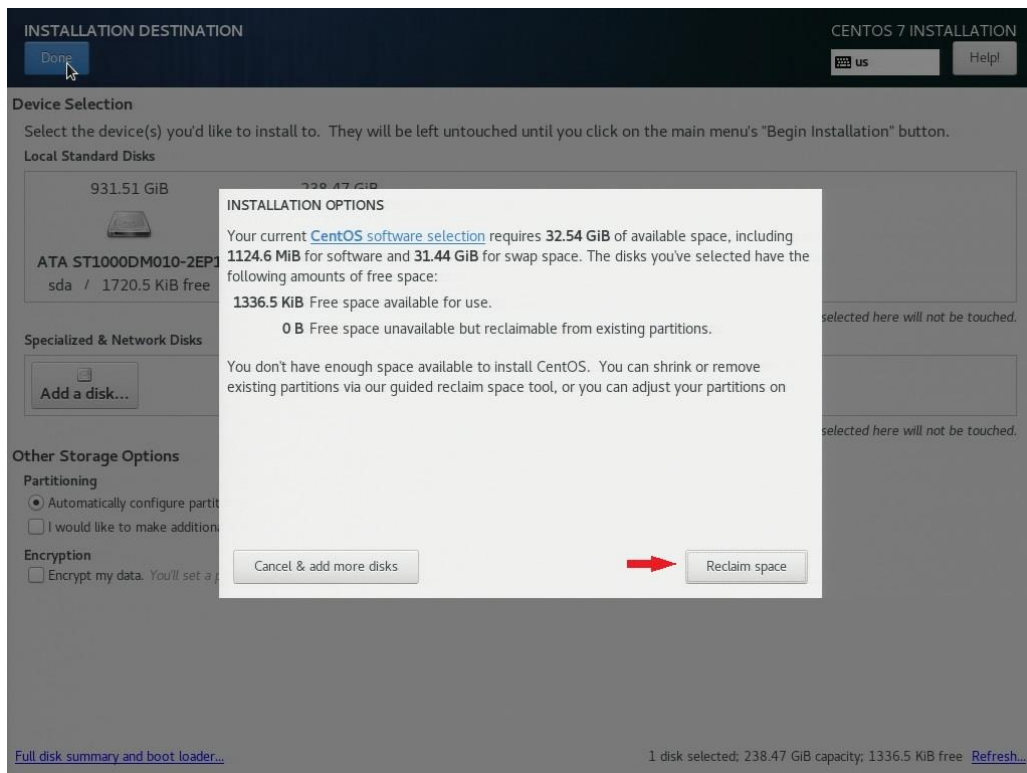 INSTALLATION DESTINATION
CENTOS 7 INSTALLATION
Done
us
Help!
Device Selection
Select the device(s) you'd like to install to. They will be left untouched until you click on the main menu's "Begin Installation" button.
Local Standard Disks
931.51 GiB
238.47 GiB
ATA ST1000DM010-2EP1
sda / 1720.5 KiB free
INSTALLATION OPTIONS
Your current CentOS software selection requires 32.54 GiB of available space, including
1124.6 MiB for software and 31.44 GiB for swap space. The disks you've selected have the
following amounts of free space:
1336.5 KiB Free space available for use.
0 B Free space unavailable but reclaimable from existing partitions.
You don't have enough space available to install CentOS. You can shrink or remove
existing partitions via our guided reclaim space tool, or you can adjust your partitions on
Cancel & add more disks
Reclaim space
selected here will not be touched.
Specialized & Network Disks
Add a disk...
selected here will not be touched.
Other Storage Options
Partitioning
Automatically configure partit
I would like to make addition
Encryption
Encrypt my data. You'll set a p
Full disk summary and boot loader...
1 disk selected; 238.47 GiB capacity; 1336.5 KiB free Refresh...